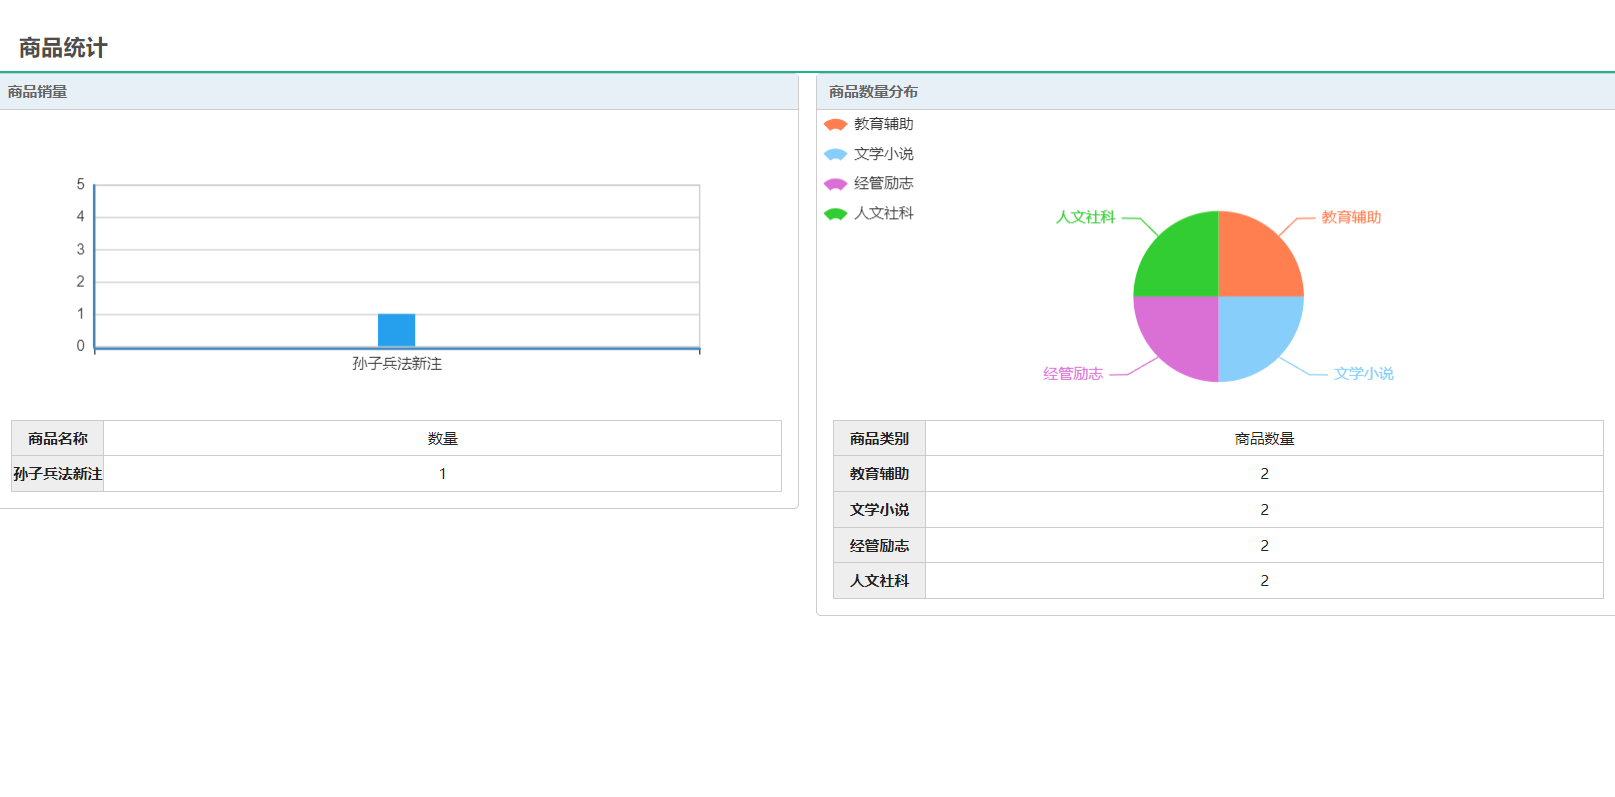 商品统计
商品销量
5
4
3
2
1
0
孙子兵法新注
商品名称 数量
孙子兵法新注 1
商品数量分布
教育辅助
文学小说
经管励志
人文社科
人文社科 教育辅助
经管励志 文学小说
商品类别 商品数量
教育辅助 2
文学小说 2
经管励志 2
人文社科 2